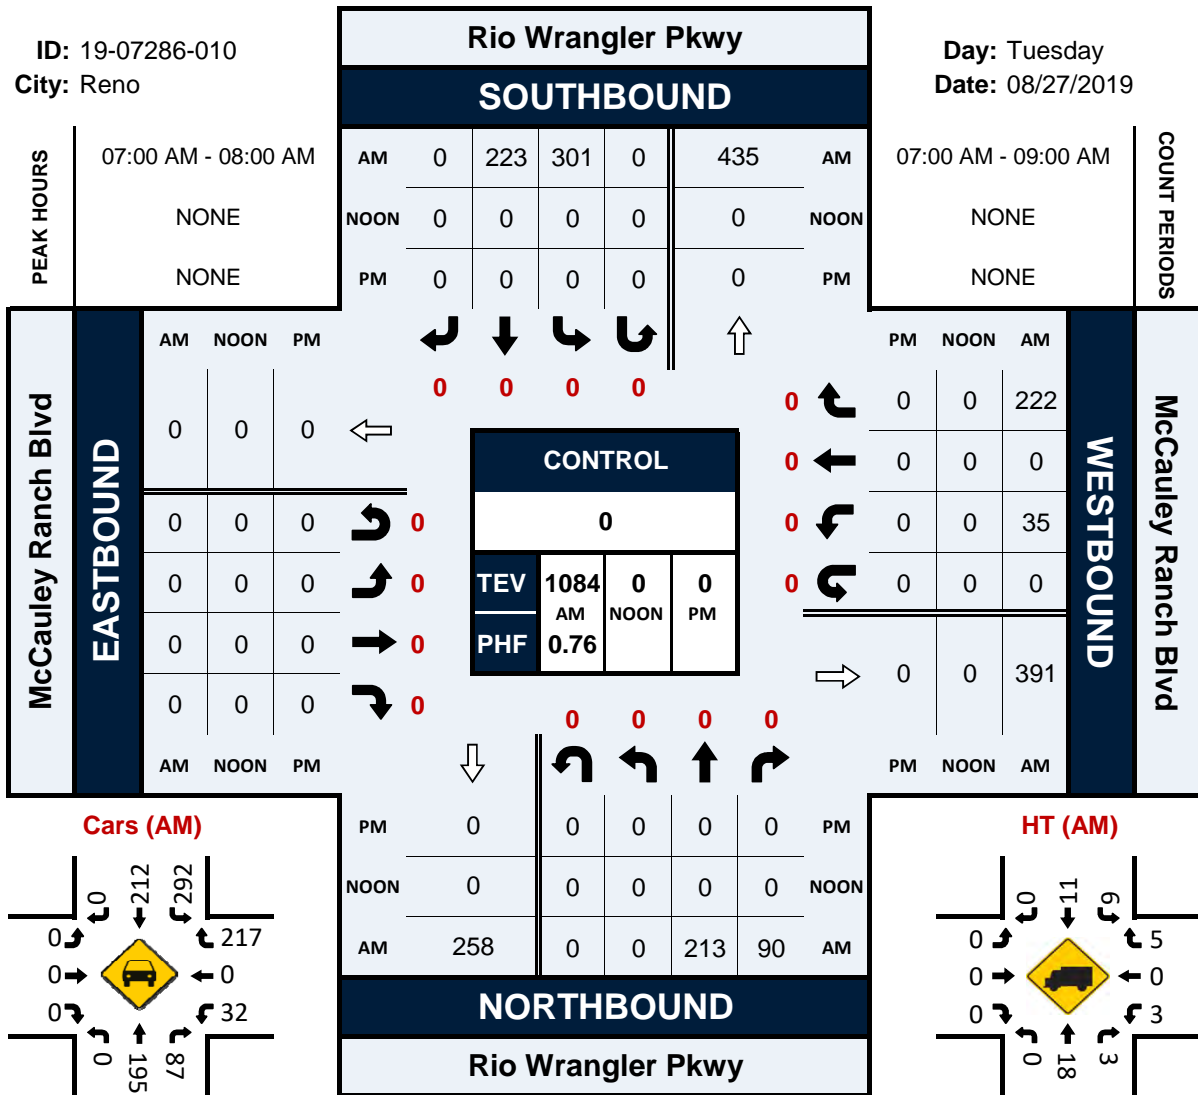 ID: 19-07286-010
City: Reno
Rio Wrangler Pkwy
SOUTHBOUND
Day: Tuesday
Date: 08/27/2019
PEAK HOURS
07:00 AM - 08:00 AM
NONE
NONE
AM 0 223 301 0 435 AM
NOON 0 0 0 0 0 NOON
PM 0 0 0 0 0 PM
07:00 AM - 09:00 AM
NONE
NONE
COUNT PERIODS
0 0 0 0
McCauley Ranch Blvd
EASTBOUND
AM NOON PM
0 0 0
0 0 0 0
0 0 0 0
0 0 0 0
0 0 0 0
AM NOON PM
CONTROL
0
TEV 1084 0 0
AM NOON PM
PHF 0.76
PM NOON AM
0 0 0 222
0 0 0 0
0 0 0 35
0 0 0 0
0 0 391
PM NOON AM
WESTBOUND
McCauley Ranch Blvd
0 0 0 0
PM 0 0 0 0 0 PM
NOON 0 0 0 0 0 NOON
AM 258 0 0 213 90 AM
NORTHBOUND
Rio Wrangler Pkwy
Cars (AM)
0 212 292
0 217
0 0
0 32
0 195 87
HT (AM)
0 11 9
0 5
0 0
0 3
0 18 3